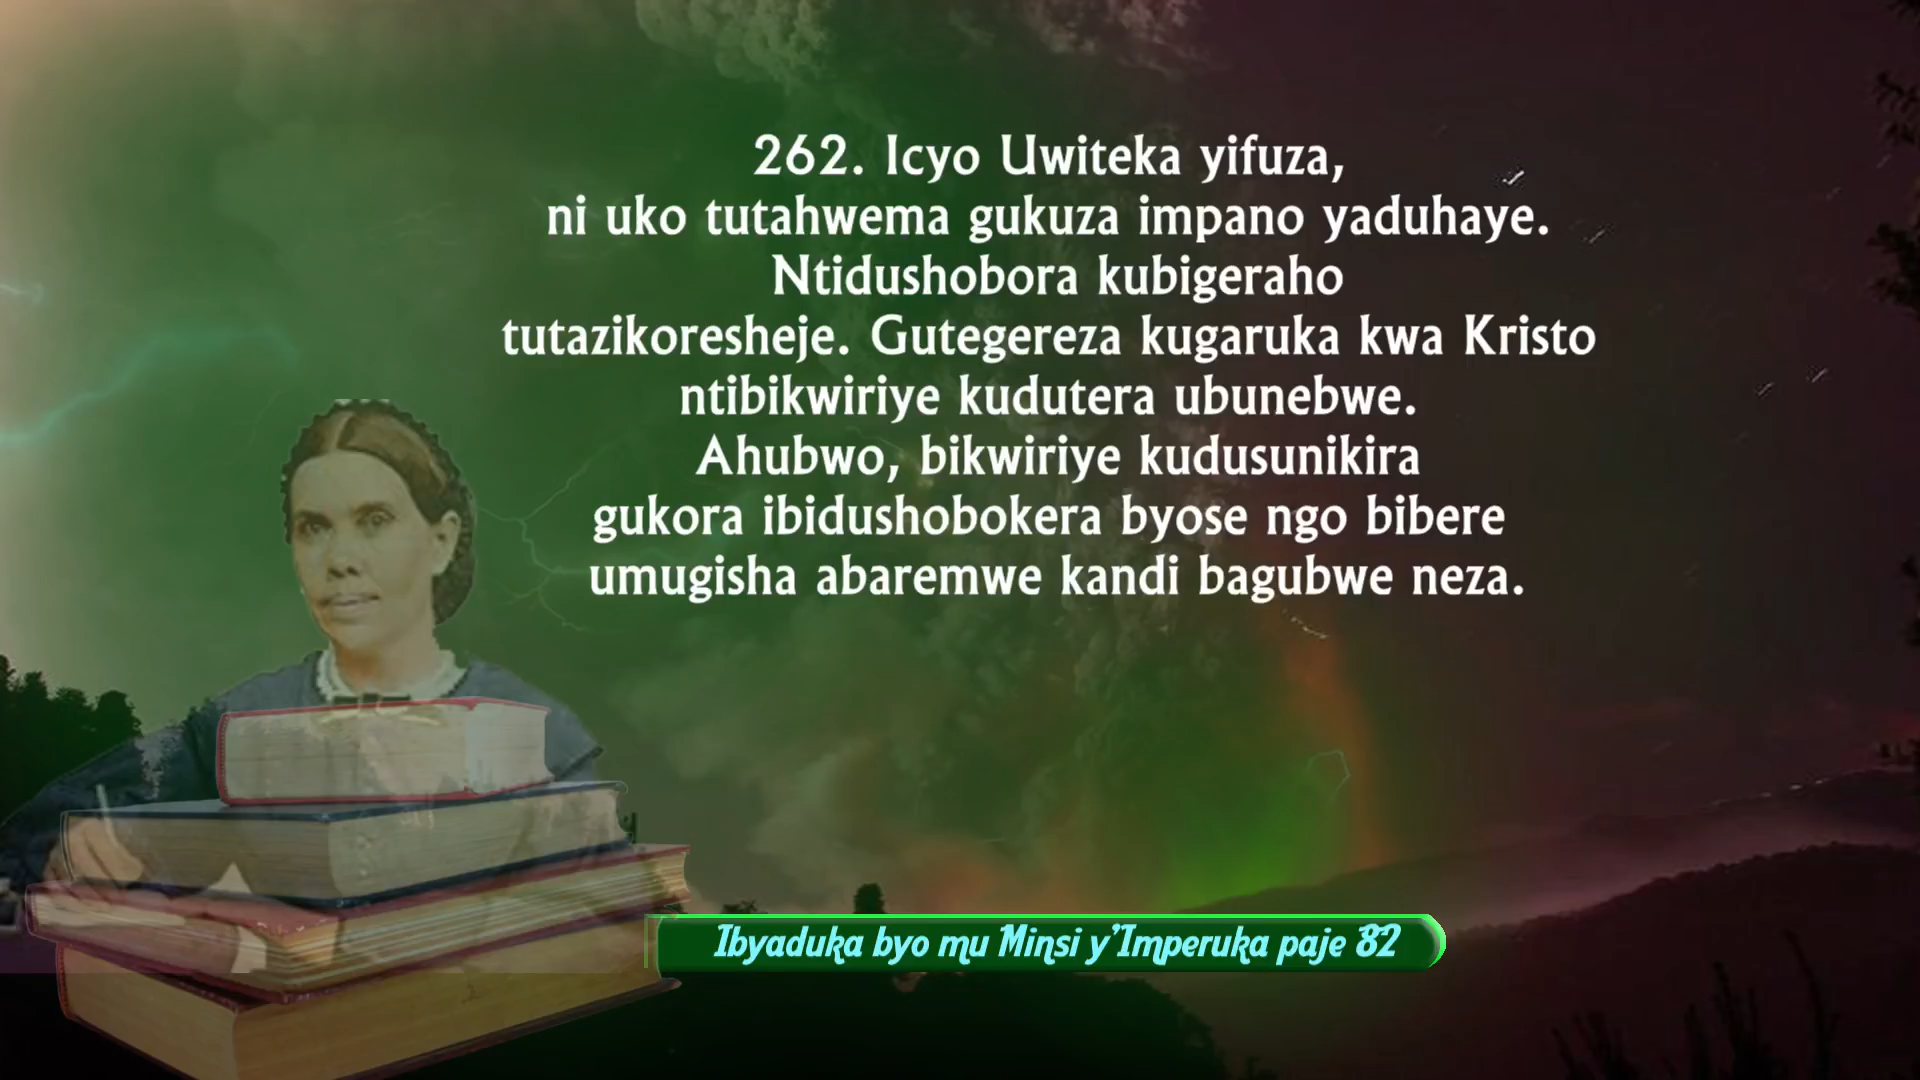 262. Icyo Uwiteka yifuza,
ni uko tutahwema gukuza impano yaduhaye.
Ntidushobora kubigeraho
tutazikoresheje. Gutegereza kugaruka kwa Kristo
ntibikwiriye kudutera ubunebwe.
Ahubwo, bikwiriye kudusunikira
gukora ibidushobokera byose ngo bibere
umugisha abaremwe kandi bagubwe neza.
Ibyaduka byo mu Minsi y'Imperuka paje 82